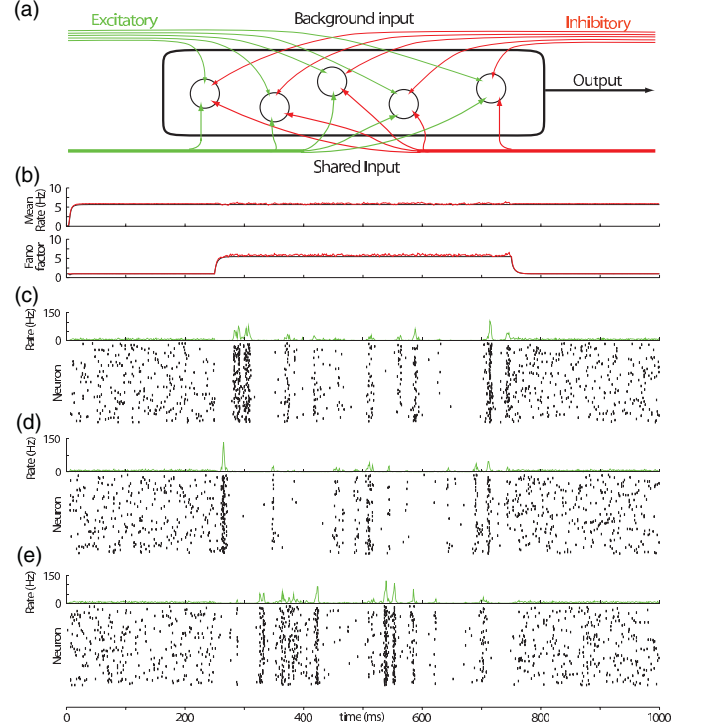 (a)
Excitatory
Background input
Inhibitory
Output
Shared Input
(b)
10
5
0
Mean
Rate (Hz)
10
5
0
Fano
factor
(c)
150
0
Rate (Hz)
Neuron
(d)
150
0
Rate (Hz)
Neuron
(e)
150
0
Rate (Hz)
Neuron
0
200
time (ms)
400
600
800
1000